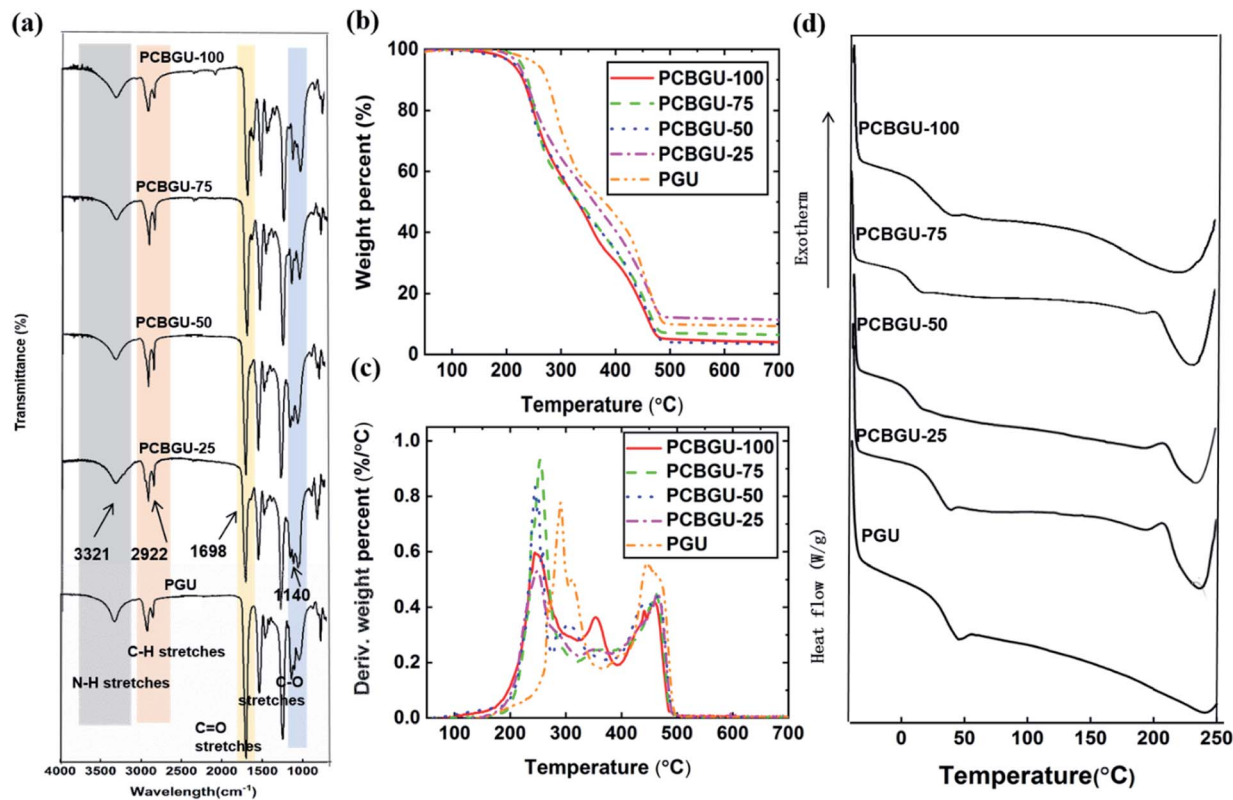 (a)
PCBGU-100
PCBGU-75
PCBGU-50
PCBGU-25
3321
2922
1698
1140
PGU
C-H stretches
N-H stretches
C-O
stretches
C=O
stretches
Transmittance (%)
4000 3500 3000 2500 2000 1500 1000
Wavelength(cm-1)
(b)
100
80
60
40
20
0
Weight percent (%)
PCBGU-100
PCBGU-75
PCBGU-50
PCBGU-25
PGU
100 200 300 400 500 600 700
Temperature (°C)
(c)
1.0
0.8
0.6
0.4
0.2
0.0
Deriv. weight percent (%/°C)
PCBGU-100
PCBGU-75
PCBGU-50
PCBGU-25
PGU
100 200 300 400 500 600 700
Temperature (°C)
(d)
PCBGU-100
PCBGU-75
PCBGU-50
PCBGU-25
PGU
Exotherm
Heat flow (W/g)
0 50 100 150 200 250
Temperature(°C)